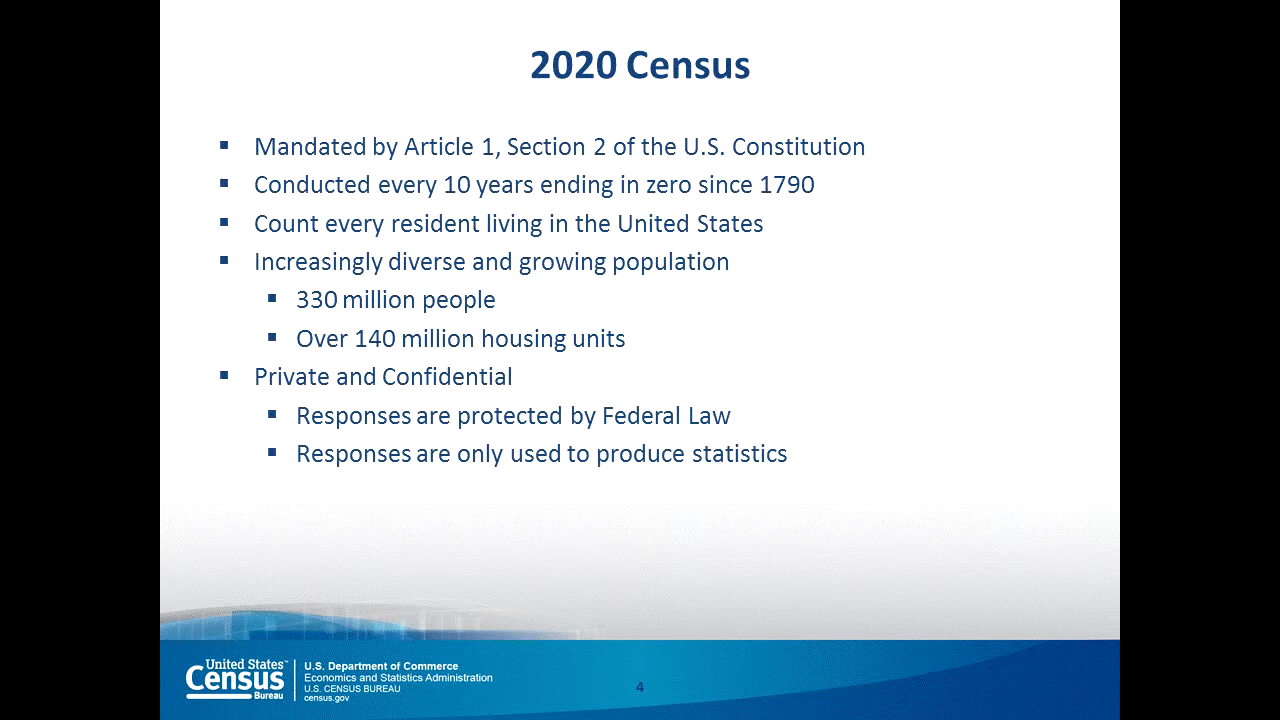 2020 Census
▪ Mandated by Article 1, Section 2 of the U.S. Constitution
▪ Conducted every 10 years ending in zero since 1790
▪ Count every resident living in the United States
▪ Increasingly diverse and growing population
▪ 330 million people
▪ Over 140 million housing units
▪ Private and Confidential
▪ Responses are protected by Federal Law
▪ Responses are only used to produce statistics
United States™
Census
Bureau
U.S. Department of Commerce
Economics and Statistics Administration
U.S. CENSUS BUREAU
census.gov
4